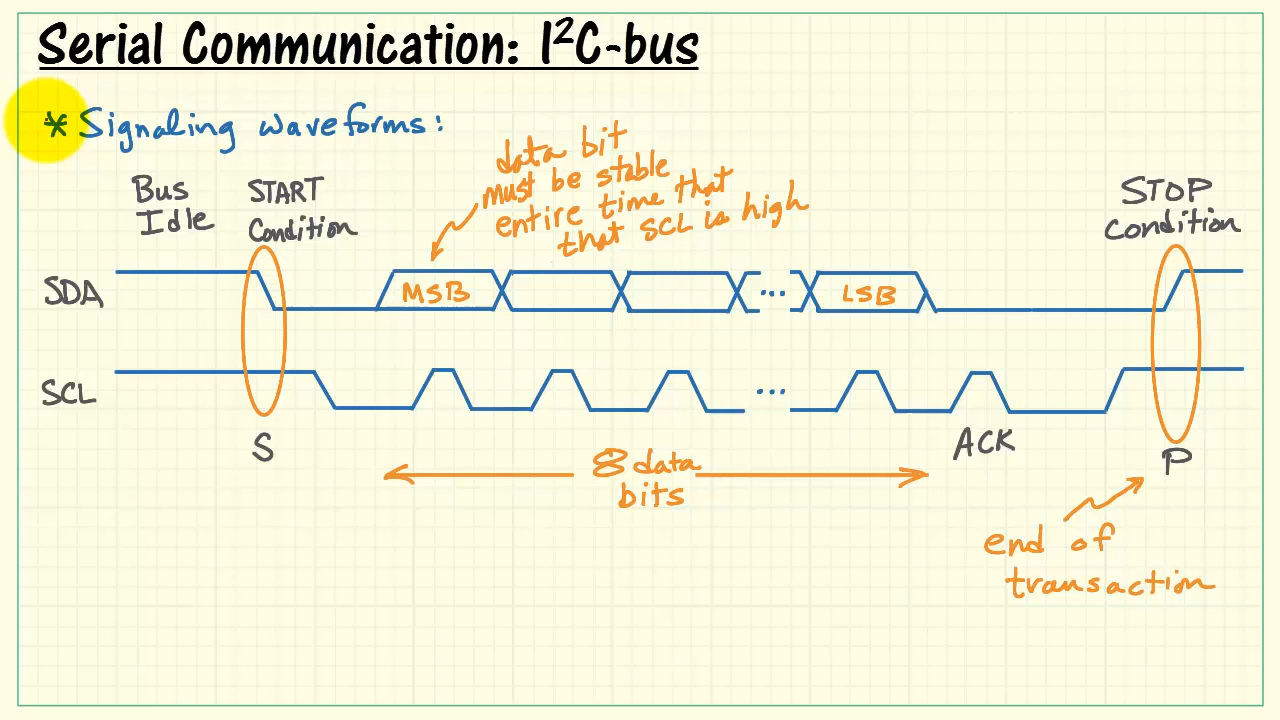 Serial Communication: I²C-bus
* Signaling waveforms:
data bit
must be stable
entire time that
that SCL is high
Bus
Idle
START
Condition
STOP
Condition
SDA
MSB
...
LSB
SCL
...
S
8 data
bits
ACK
P
end of
transaction